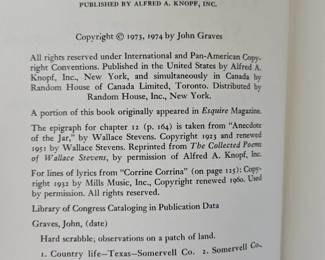 PUBLISHED BY ALFRED A. KNOPF, INC.
Copyright © 1973, 1974 by John Graves
All rights reserved under International and Pan-American Copy-
right Conventions. Published in the United States by Alfred A.
Knopf, Inc., New York, and simultaneously in Canada by
Random House of Canada Limited, Toronto. Distributed by
Random House, Inc., New York.
A portion of this book originally appeared in Esquire Magazine.
The epigraph for chapter 12 (p. 164) is taken from "Anecdote
of the Jar," by Wallace Stevens. Copyright 1923 and renewed
1951 by Wallace Stevens. Reprinted from The Collected Poems
of Wallace Stevens, by permission of Alfred A. Knopf, Inc.
For lines of lyrics from "Corrine Corrina" (on page 125): Copy-
right 1932 by Mills Music, Inc., Copyright renewed 1960. Used
by permission. All rights reserved.
Library of Congress Cataloging in Publication Data
Graves, John, (date)
Hard scrabble; observations on a patch of land.
1. Country life—Texas—Somervell Co. 2. Somervell Co.,